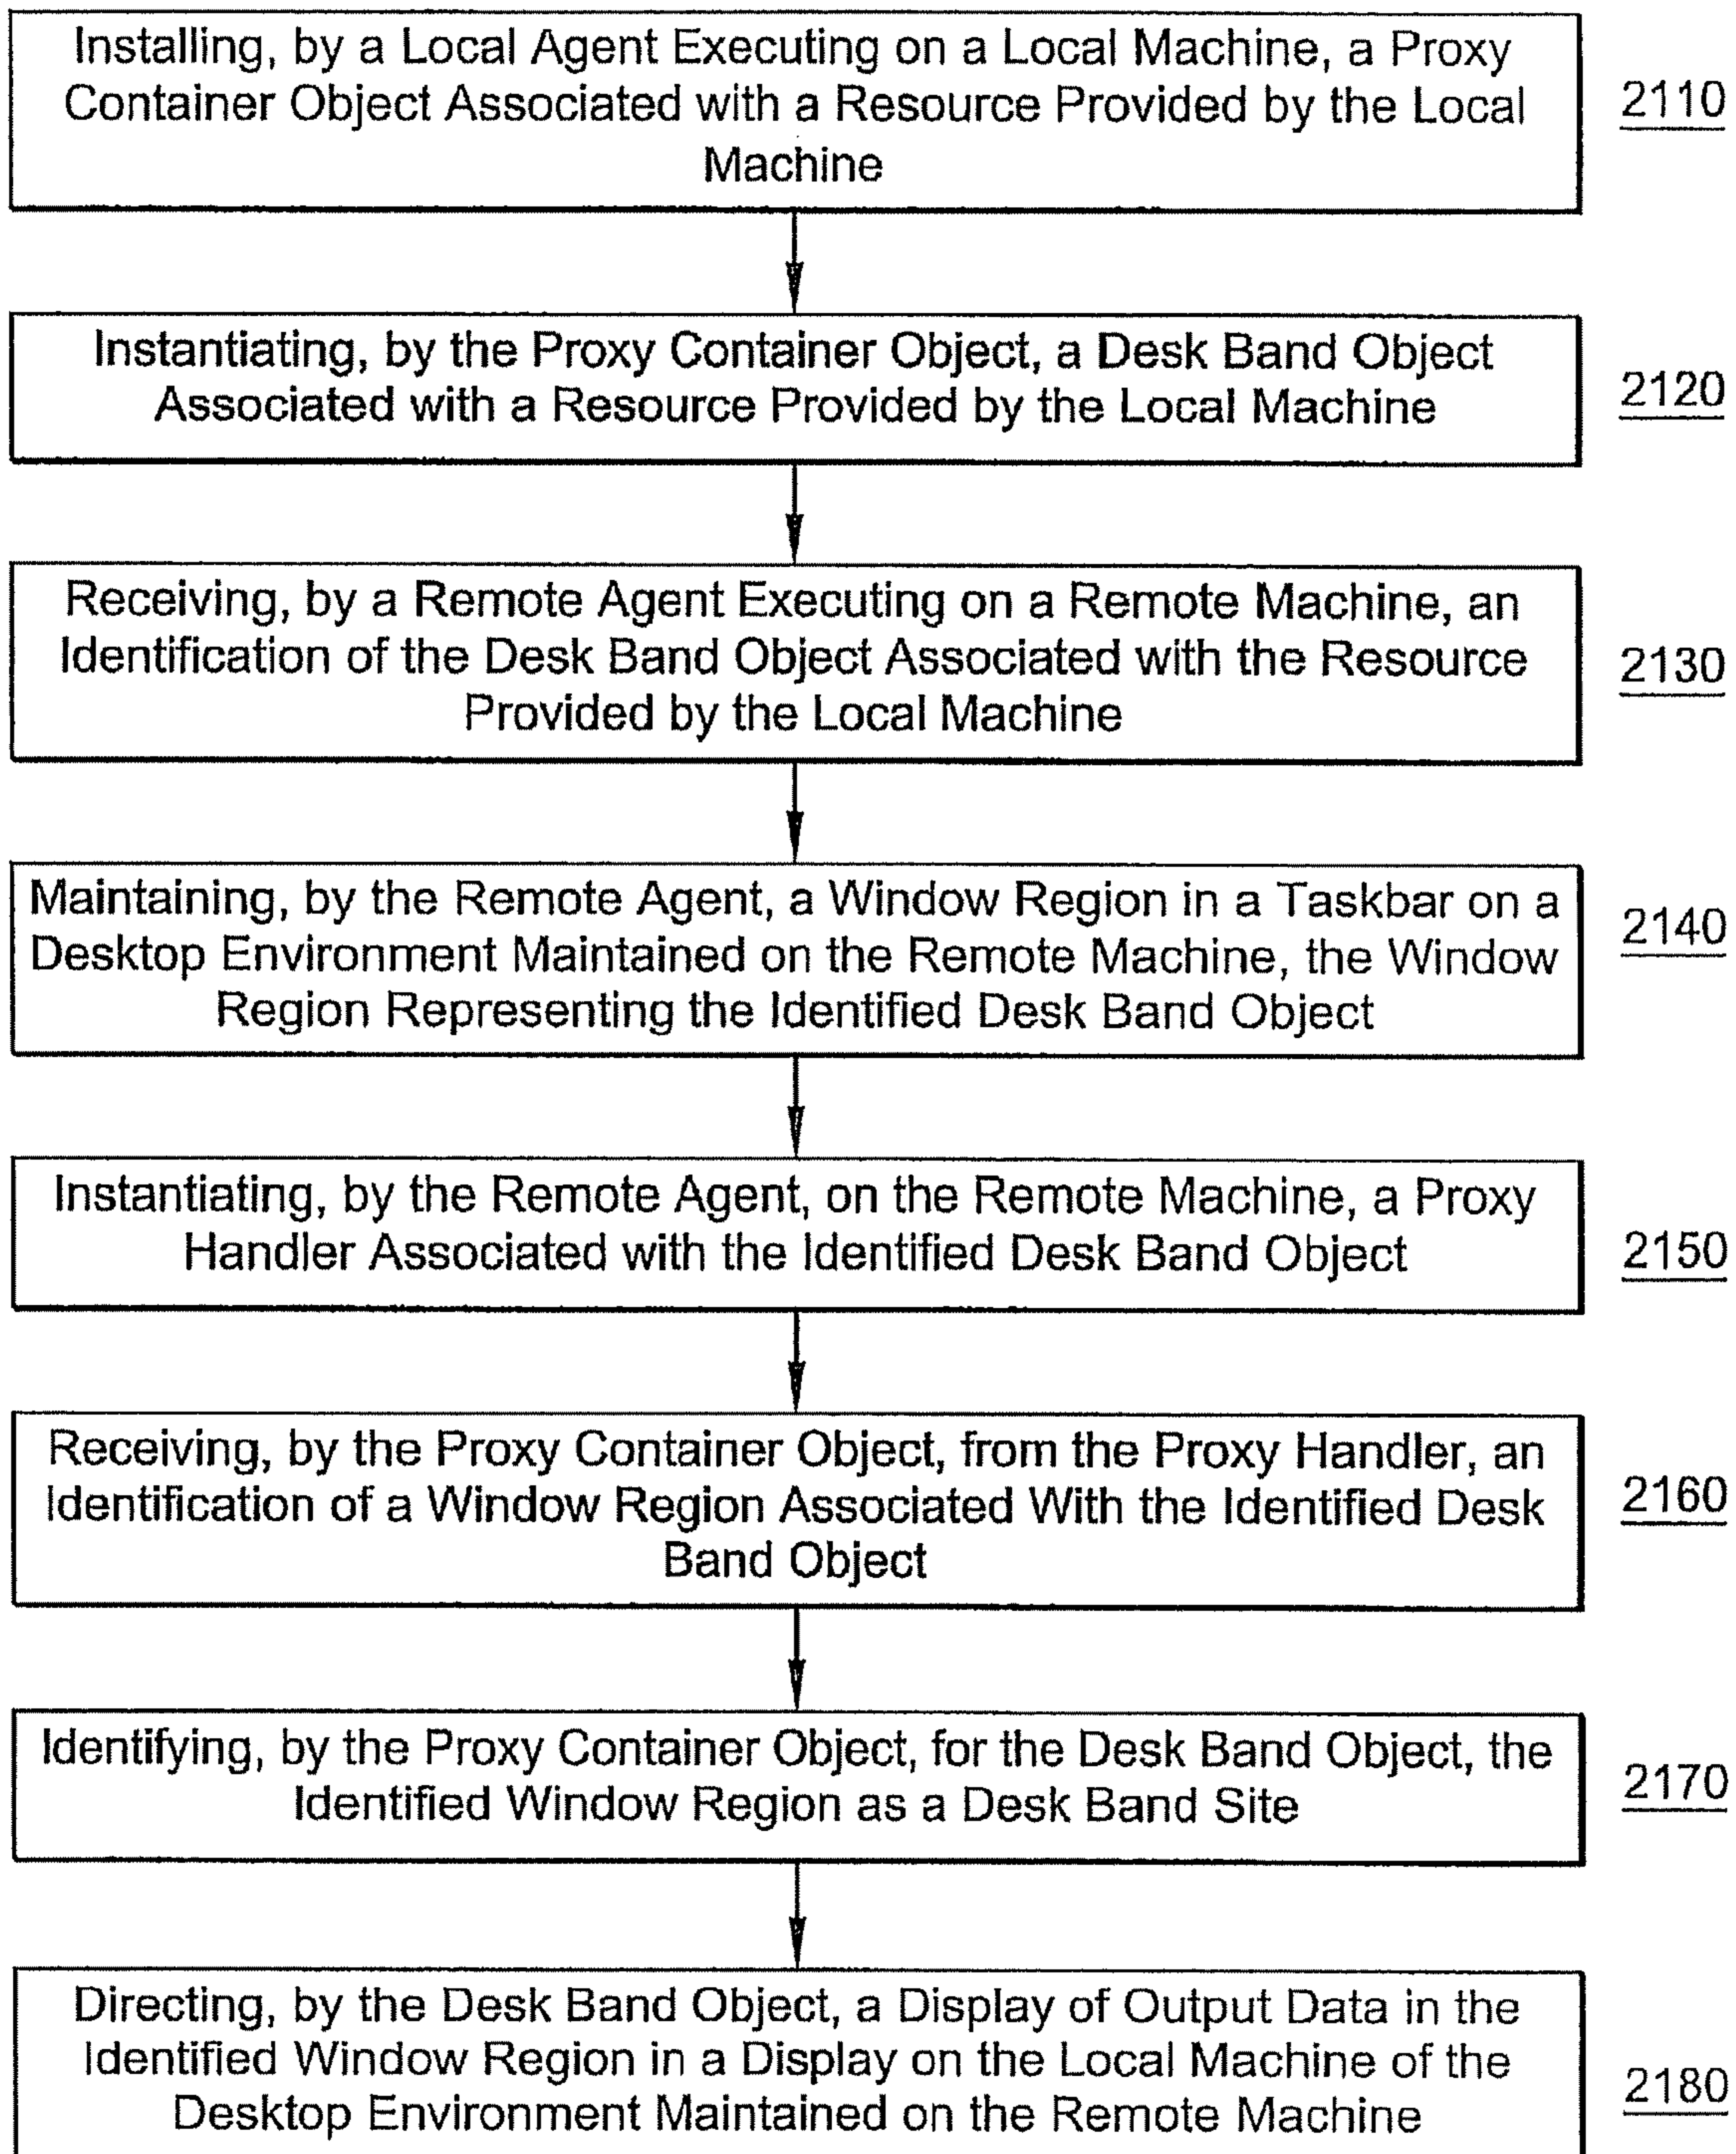 Installing, by a Local Agent Executing on a Local Machine, a Proxy
Container Object Associated with a Resource Provided by the Local
Machine
2110
Instantiating, by the Proxy Container Object, a Desk Band Object
Associated with a Resource Provided by the Local Machine
2120
Receiving, by a Remote Agent Executing on a Remote Machine, an
Identification of the Desk Band Object Associated with the Resource
Provided by the Local Machine
2130
Maintaining, by the Remote Agent, a Window Region in a Taskbar on a
Desktop Environment Maintained on the Remote Machine, the Window
Region Representing the Identified Desk Band Object
2140
Instantiating, by the Remote Agent, on the Remote Machine, a Proxy
Handler Associated with the Identified Desk Band Object
2150
Receiving, by the Proxy Container Object, from the Proxy Handler, an
Identification of a Window Region Associated With the Identified Desk
Band Object
2160
Identifying, by the Proxy Container Object, for the Desk Band Object, the
Identified Window Region as a Desk Band Site
2170
Directing, by the Desk Band Object, a Display of Output Data in the
Identified Window Region in a Display on the Local Machine of the
Desktop Environment Maintained on the Remote Machine
2180